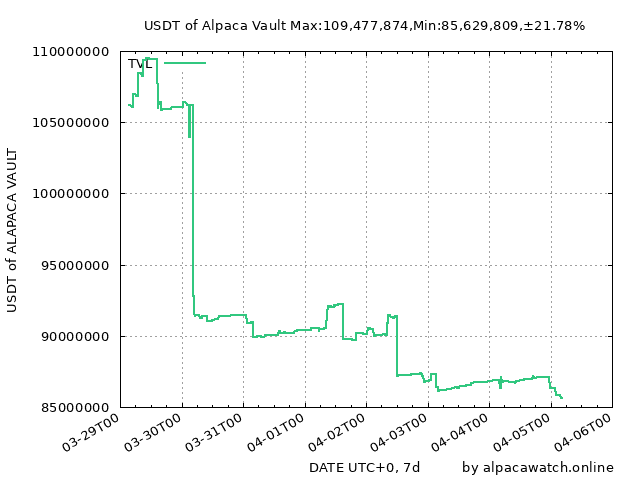 USDT of Alpaca Vault Max:109,477,874,Min:85,629,809,±21.78%
TVL
110000000
105000000
100000000
95000000
90000000
85000000
USDT of ALAPACA VAULT
03-29T00
03-30T00
03-31T00
04-01T00
04-02T00
04-03T00
04-04T00
04-05T00
04-06T00
DATE UTC+0, 7d
by alpacawatch.online